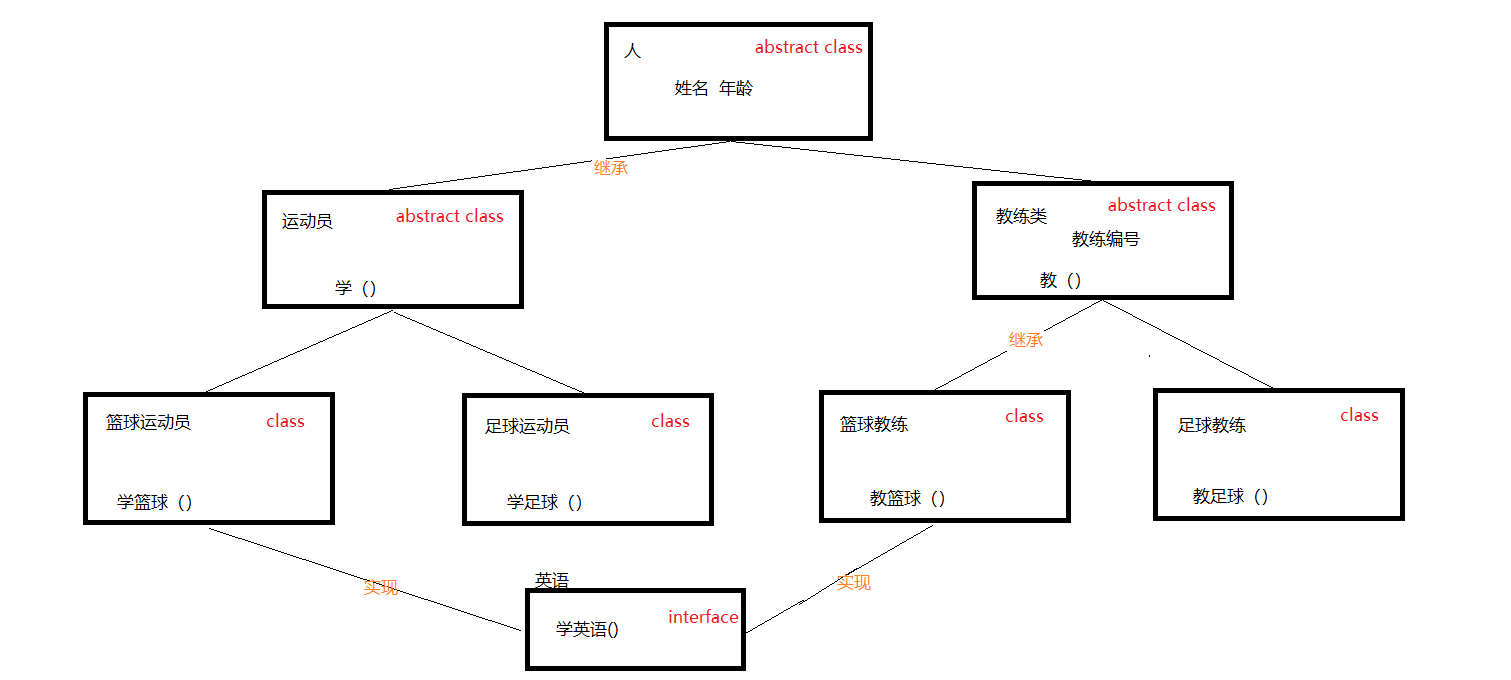 人 abstract class
姓名 年龄
继承
运动员 abstract class
学（）
教练类 abstract class
教练编号
教（）
继承
篮球运动员 class
学篮球（）
足球运动员 class
学足球（）
篮球教练 class
教篮球（）
足球教练 class
教足球（）
实现
英语
学英语() interface
实现